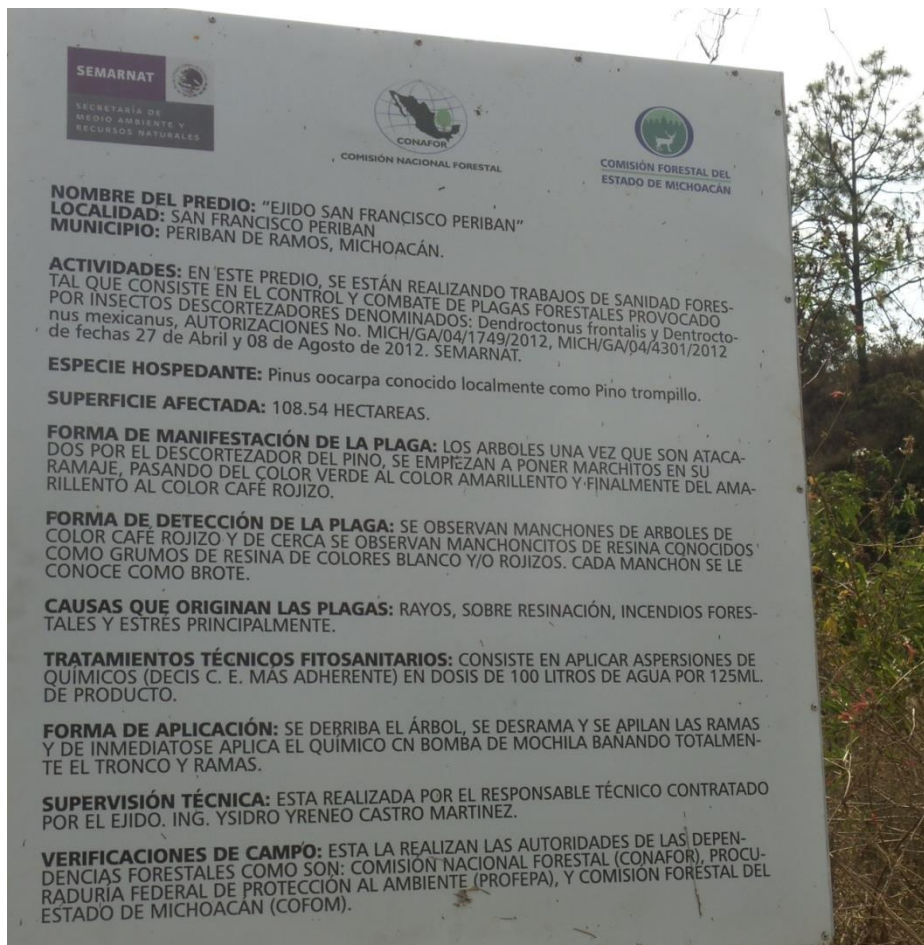 SEMARNAT
SECRETARÍA DE
MEDIO AMBIENTE Y
RECURSOS NATURALES
CONAFOR
COMISIÓN NACIONAL FORESTAL
COMISIÓN FORESTAL DEL
ESTADO DE MICHOACÁN
NOMBRE DEL PREDIO: "EJIDO SAN FRANCISCO PERIBAN"
LOCALIDAD: SAN FRANCISCO PERIBAN
MUNICIPIO: PERIBAN DE RAMOS, MICHOACÁN.
ACTIVIDADES: EN ESTE PREDIO, SE ESTÁN REALIZANDO TRABAJOS DE SANIDAD FORES-
TAL QUE CONSISTE EN EL CONTROL Y COMBATE DE PLAGAS FORESTALES PROVOCADO
POR INSECTOS DESCORTEZADORES DENOMINADOS: Dendroctonus frontalis y Dentrocto-
nus mexicanus, AUTORIZACIONES No. MICH/GA/04/1749/2012, MICH/GA/04/4301/2012
de fechas 27 de Abril y 08 de Agosto de 2012. SEMARNAT.
ESPECIE HOSPEDANTE: Pinus oocarpa conocido localmente como Pino trompillo.
SUPERFICIE AFECTADA: 108.54 HECTAREAS.
FORMA DE MANIFESTACIÓN DE LA PLAGA: LOS ARBOLES UNA VEZ QUE SON ATACA-
DOS POR EL DESCORTEZADOR DEL PINO, SE EMPIEZAN A PONER MARCHITOS EN SU
RAMAJE, PASANDO DEL COLOR VERDE AL COLOR AMARILLENTO Y FINALMENTE DEL AMA-
RILLENTO AL COLOR CAFÉ ROJIZO.
FORMA DE DETECCIÓN DE LA PLAGA: SE OBSERVAN MANCHONES DE ARBOLES DE
COLOR CAFÉ ROJIZO Y DE CERCA SE OBSERVAN MANCHONCITOS DE RESINA CONOCIDOS
COMO GRUMOS DE RESINA DE COLORES BLANCO Y/O ROJIZOS. CADA MANCHÓN SE LE
CONOCE COMO BROTE.
CAUSAS QUE ORIGINAN LAS PLAGAS: RAYOS, SOBRE RESINACIÓN, INCENDIOS FORES-
TALES Y ESTRÉS PRINCIPALMENTE.
TRATAMIENTOS TÉCNICOS FITOSANITARIOS: CONSISTE EN APLICAR ASPERSIONES DE
QUÍMICOS (DECIS C. E. MÁS ADHERENTE) EN DOSIS DE 100 LITROS DE AGUA POR 125ML.
DE PRODUCTO.
FORMA DE APLICACIÓN: SE DERRIBA EL ÁRBOL, SE DESRAMA Y SE APILAN LAS RAMAS
Y DE INMEDIATOSE APLICA EL QUÍMICO CN BOMBA DE MOCHILA BAÑANDO TOTALMEN-
TE EL TRONCO Y RAMAS.
SUPERVISIÓN TÉCNICA: ESTA REALIZADA POR EL RESPONSABLE TÉCNICO CONTRATADO
POR EL EJIDO. ING. YSIDRO YRENEO CASTRO MARTINEZ.
VERIFICACIONES DE CAMPO: ESTA LA REALIZAN LAS AUTORIDADES DE LAS DEPEN-
DENCIAS FORESTALES COMO SON: COMISIÓN NACIONAL FORESTAL (CONAFOR), PROCU-
RADURÍA FEDERAL DE PROTECCIÓN AL AMBIENTE (PROFEPA), Y COMISIÓN FORESTAL DEL
ESTADO DE MICHOACÁN (COFOM).